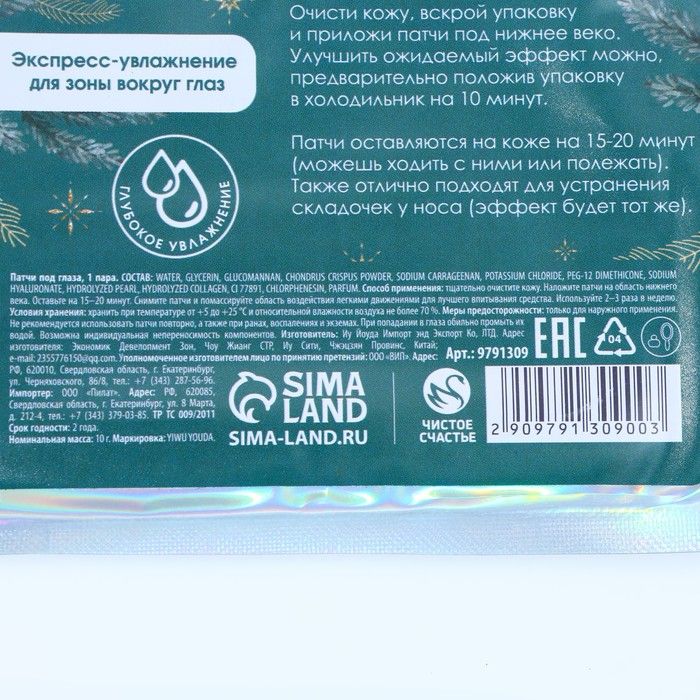 Очисти кожу, вскрой упаковку
и приложи патчи под нижнее веко.
Улучшить ожидаемый эффект можно,
предварительно положив упаковку
в холодильник на 10 минут.
Экспресс-увлажнение
для зоны вокруг глаз
Патчи оставляются на коже на 15-20 минут
(можешь ходить с ними или полежать).
Также отлично подходят для устранения
складочек у носа (эффект будет тот же).
ГЛУБОКОЕ УВЛАЖНЕНИЕ
Патчи под глаза, 1 пара. СОСТАВ: WATER, GLYCERIN, GLUCOMANNAN, CHONDRUS CRISPUS POWDER, SODIUM CARRAGEENAN, POTASSIUM CHLORIDE, PEG-12 DIMETHICONE, SODIUM
HYALURONATE, HYDROLYZED PEARL, HYDROLYZED COLLAGEN, CI 77891, CHLORPHENESIN, PARFUM. Способ применения: тщательно очистите кожу. Наложите патчи на область нижнего
века. Оставьте на 15–20 минут. Снимите патчи и помассируйте область воздействия легкими движениями для лучшего впитывания средства. Используйте 2–3 раза в неделю.
Условия хранения: хранить при температуре от +5 до +25 °С и относительной влажности воздуха не более 70 %. Меры предосторожности: только для наружного применения.
Не рекомендуется использовать патчи повторно, а также при ранах, воспалениях и экземах. При попадании в глаза обильно промыть их
водой. Возможна индивидуальная непереносимость компонентов. Изготовитель: Иу Йоуда Импорт энд Экспорт Ко, ЛТД. Адрес
изготовителя: Экономик Девелопмент Зон, Чоу Жианг СТР, Иу Сити, Чжэцзян Провинс, Китай;
e-mail: 2355776150@qq.com. Уполномоченное изготовителем лицо по принятию претензий: ООО «ВИП». Адрес:
РФ, 620010, Свердловская область, г. Екатеринбург,
ул. Черняховского, 86/8, тел.: +7 (343) 287-56-96.
Импортер: ООО «Пилат». Адрес: РФ, 620085,
Свердловская область, г. Екатеринбург, ул. 8 Марта,
д. 212-4, тел.: +7 (343) 379-03-85. ТР ТС 009/2011
Срок годности: 2 года.
Номинальная масса: 10 г. Маркировка: YIWU YOUDA.
Арт.: 9791309
EAC
04
SIMA
LAND
SIMA-LAND.RU
ЧИСТОЕ
СЧАСТЬЕ
2 909791 309003